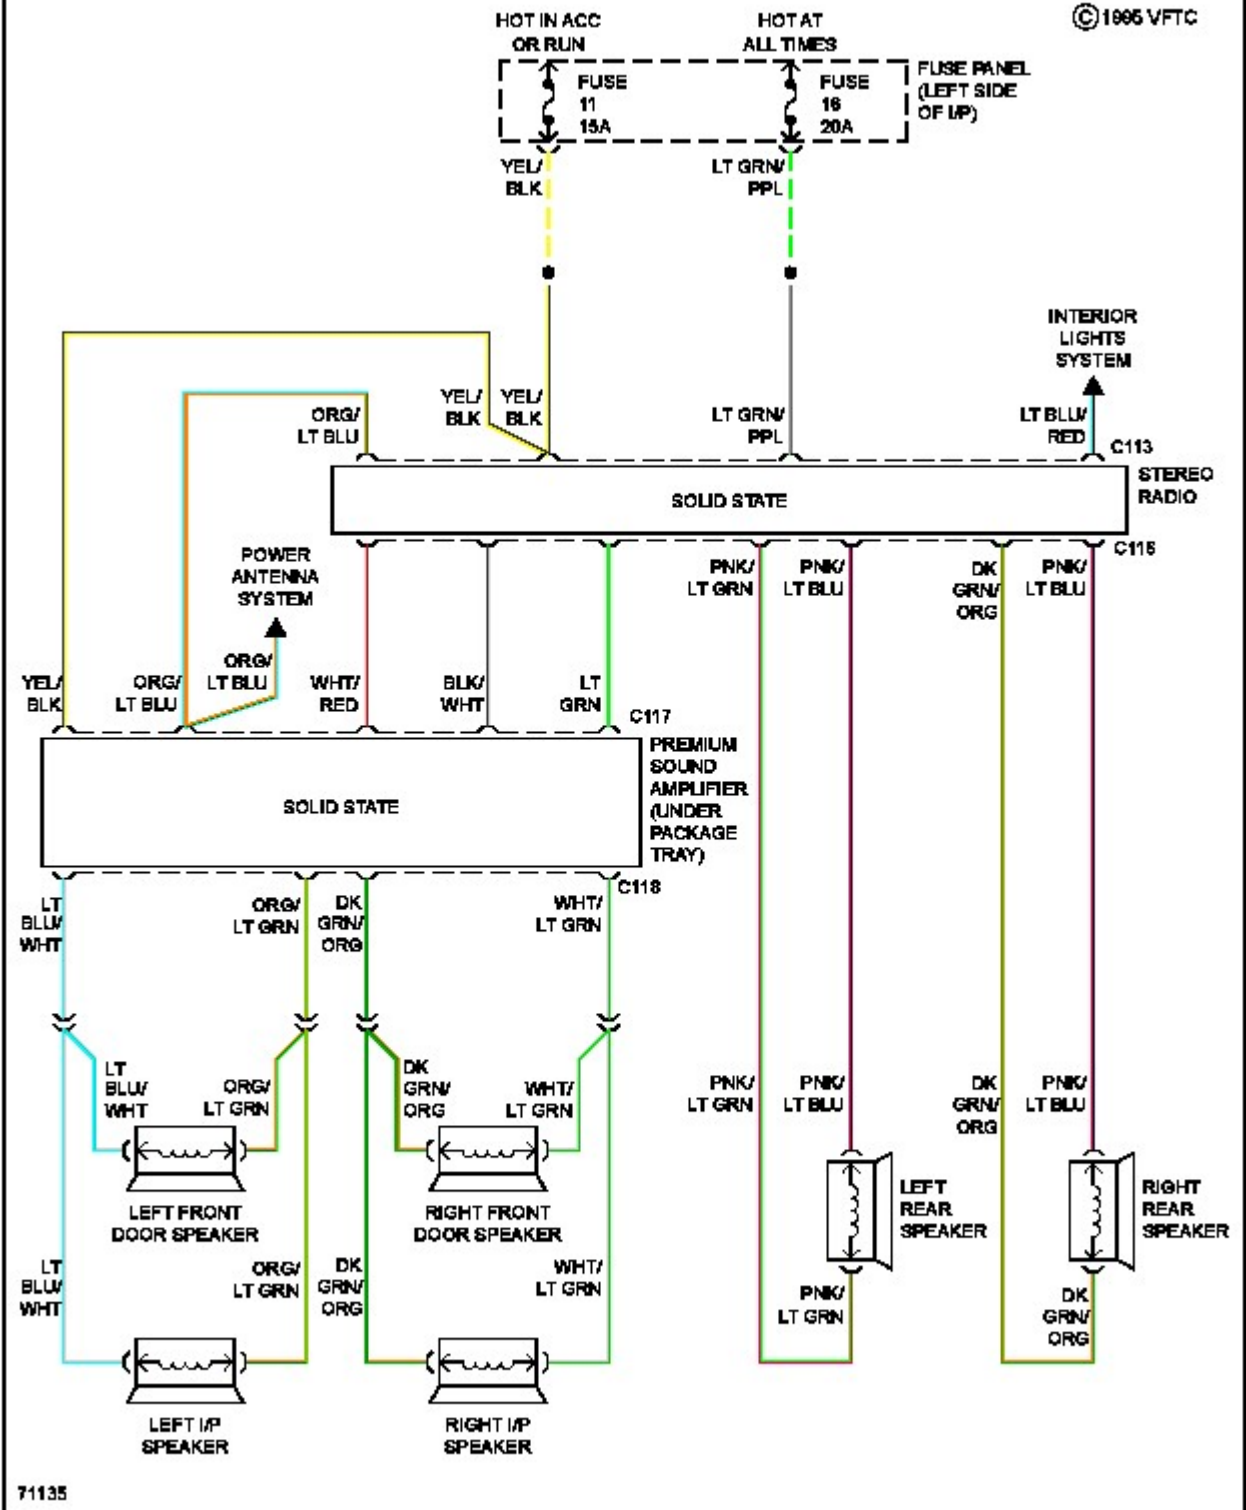 © 1995 VFTC
HOT IN ACC
OR RUN
HOT AT
ALL TIMES
FUSE
11
15A
FUSE
16
20A
FUSE PANEL
(LEFT SIDE
OF I/P)
YEL/
BLK
LT GRN/
PPL
INTERIOR
LIGHTS
SYSTEM
ORG/
LT BLU
YEL/
BLK
YEL/
BLK
LT GRN/
PPL
LT BLU/
RED
C113
SOLID STATE
STEREO
RADIO
C116
POWER
ANTENNA
SYSTEM
PNK/
LT GRN
PNK/
LT BLU
DK
GRN/
ORG
PNK/
LT BLU
YEL/
BLK
ORG/
LT BLU
ORG/
LT BLU
WHT/
RED
BLK/
WHT
LT
GRN
C117
SOLID STATE
PREMIUM
SOUND
AMPLIFIER
(UNDER
PACKAGE
TRAY)
C118
LT
BLU/
WHT
ORG/
LT GRN
DK
GRN/
ORG
WHT/
LT GRN
LT
BLU/
WHT
ORG/
LT GRN
DK
GRN/
ORG
WHT/
LT GRN
PNK/
LT GRN
PNK/
LT BLU
DK
GRN/
ORG
PNK/
LT BLU
LEFT FRONT
DOOR SPEAKER
RIGHT FRONT
DOOR SPEAKER
LEFT
REAR
SPEAKER
RIGHT
REAR
SPEAKER
LT
BLU/
WHT
ORG/
LT GRN
DK
GRN/
ORG
WHT/
LT GRN
PNK/
LT GRN
DK
GRN/
ORG
LEFT I/P
SPEAKER
RIGHT I/P
SPEAKER
71135